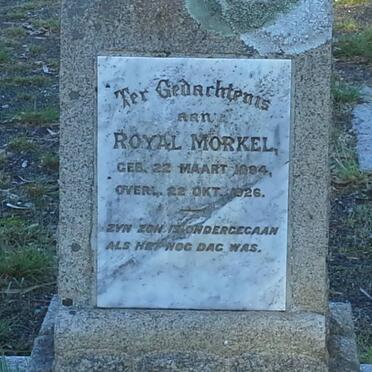 Ter Gedachtenis
aan
ROYAL MORKEL,
GEB. 22 MAART 1894,
OVERL. 22 OKT. 1926.
ZYN ZON IS ONDERGEGAAN
ALS HET NOG DAG WAS.